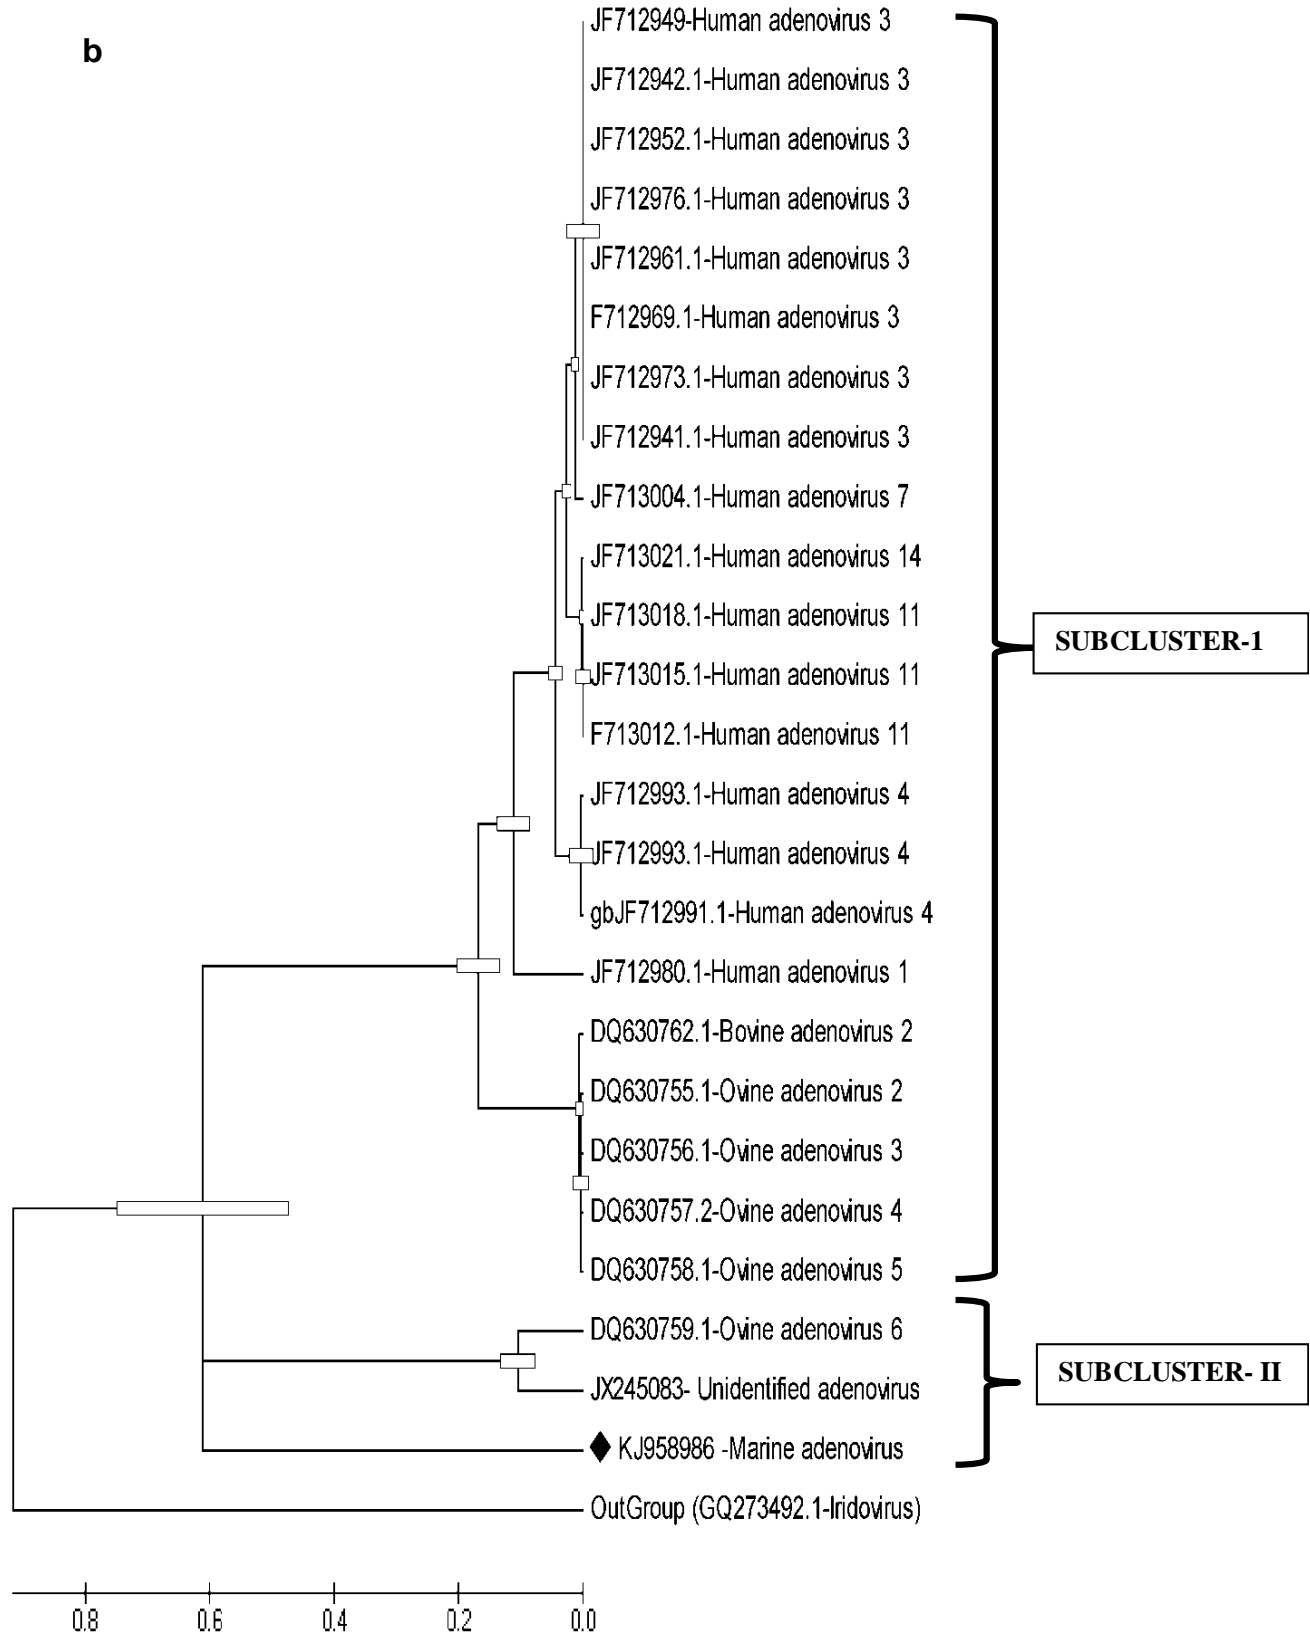 b
JF712949-Human adenovirus 3
JF712942.1-Human adenovirus 3
JF712952.1-Human adenovirus 3
JF712976.1-Human adenovirus 3
JF712961.1-Human adenovirus 3
F712969.1-Human adenovirus 3
JF712973.1-Human adenovirus 3
JF712941.1-Human adenovirus 3
JF713004.1-Human adenovirus 7
JF713021.1-Human adenovirus 14
JF713018.1-Human adenovirus 11
JF713015.1-Human adenovirus 11
F713012.1-Human adenovirus 11
JF712993.1-Human adenovirus 4
JF712993.1-Human adenovirus 4
gbJF712991.1-Human adenovirus 4
JF712980.1-Human adenovirus 1
DQ630762.1-Bovine adenovirus 2
DQ630755.1-Ovine adenovirus 2
DQ630756.1-Ovine adenovirus 3
DQ630757.2-Ovine adenovirus 4
DQ630758.1-Ovine adenovirus 5
SUBCLUSTER-1
DQ630759.1-Ovine adenovirus 6
JX245083- Unidentified adenovirus
KJ958986 -Marine adenovirus
SUBCLUSTER- II
OutGroup (GQ273492.1-Iridovirus)
0.8 0.6 0.4 0.2 0.0